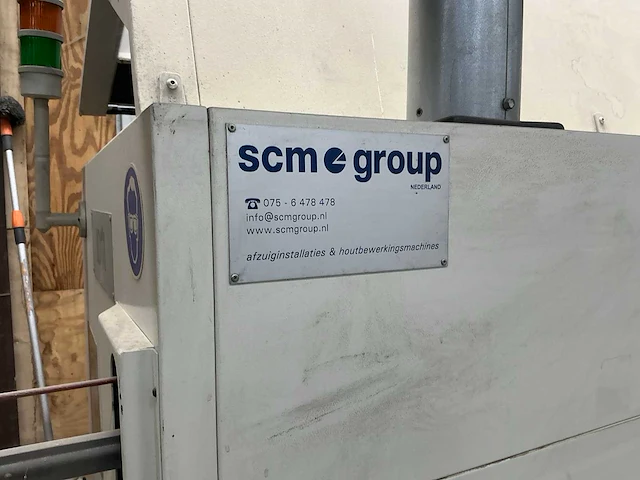 scm group
NEDERLAND
☎ 075 - 6 478 478
info@scmgroup.nl
www.scmgroup.nl
afzuiginstallaties & houtbewerkingsmachines